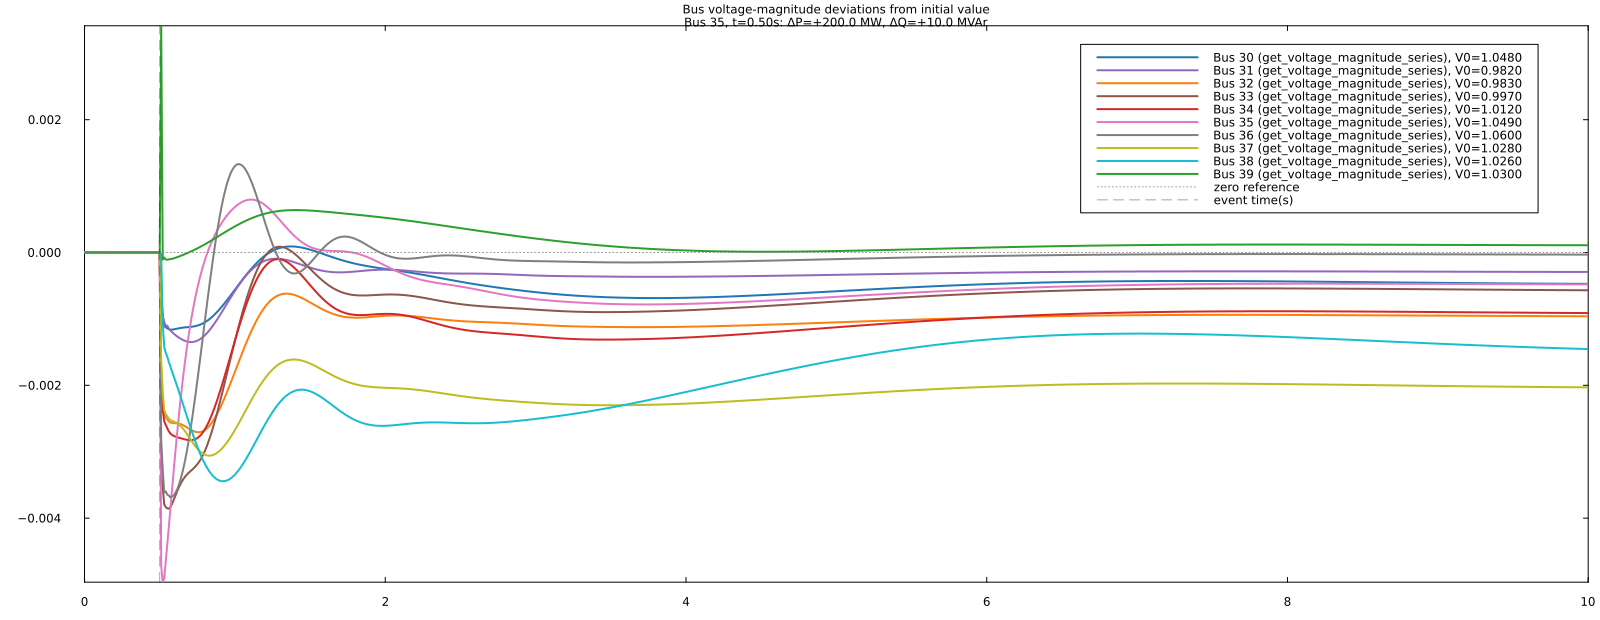 Bus voltage-magnitude deviations from initial value
Bus 35, t=0.50s: ΔP=+200.0 MW, ΔQ=+10.0 MVAr
Bus 30 (get_voltage_magnitude_series), V0=1.0480
Bus 31 (get_voltage_magnitude_series), V0=0.9820
Bus 32 (get_voltage_magnitude_series), V0=0.9830
Bus 33 (get_voltage_magnitude_series), V0=0.9970
Bus 34 (get_voltage_magnitude_series), V0=1.0120
Bus 35 (get_voltage_magnitude_series), V0=1.0490
Bus 36 (get_voltage_magnitude_series), V0=1.0600
Bus 37 (get_voltage_magnitude_series), V0=1.0280
Bus 38 (get_voltage_magnitude_series), V0=1.0260
Bus 39 (get_voltage_magnitude_series), V0=1.0300
zero reference
event time(s)
0.002
0.000
−0.002
−0.004
0 2 4 6 8 10